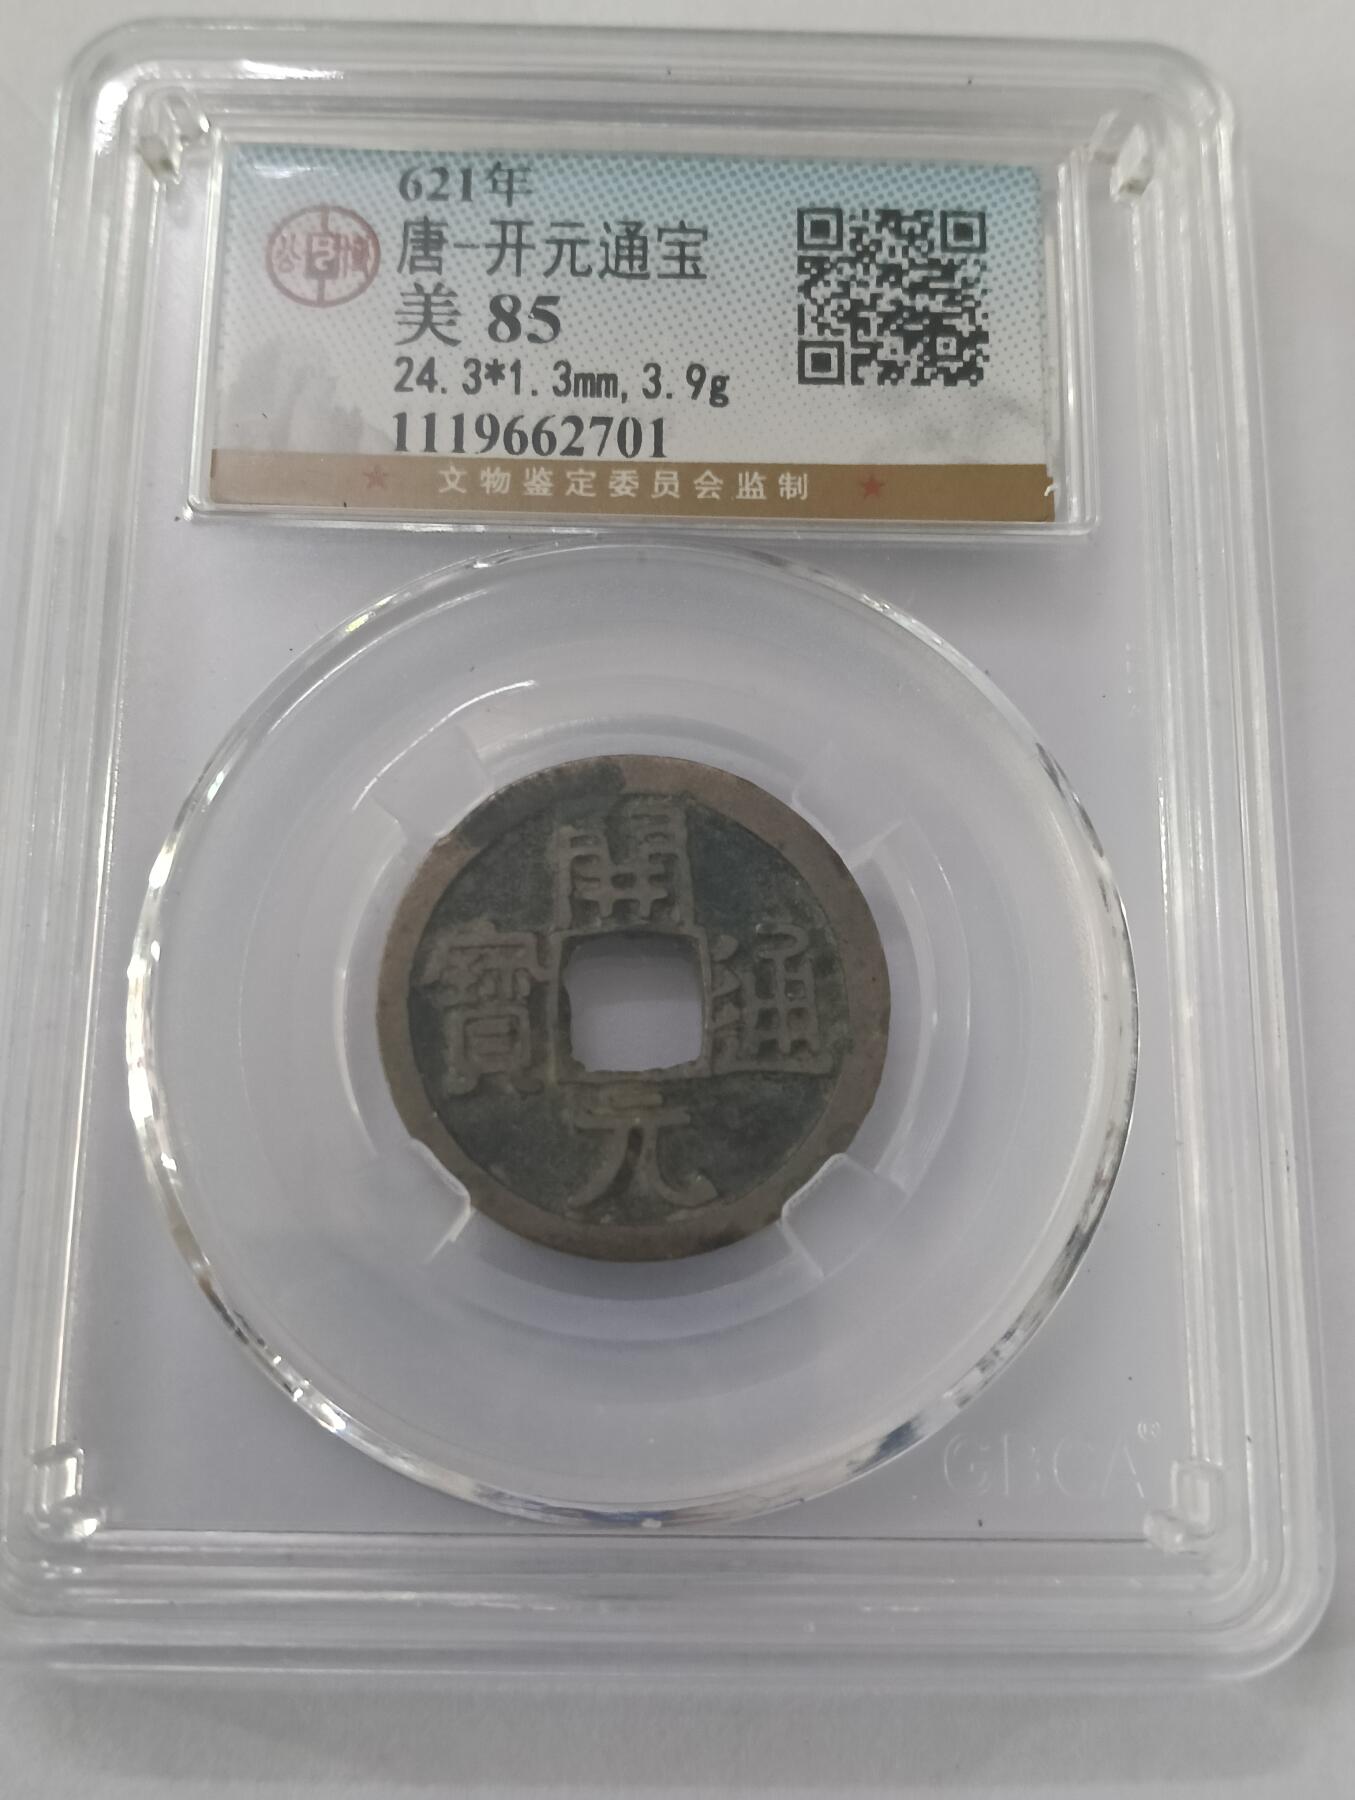 621年
唐-开元通宝
美 85
24.3*1.3mm,3.9g
1119662701
文物鉴定委员会监制
開
通
寶
元
GBCA®